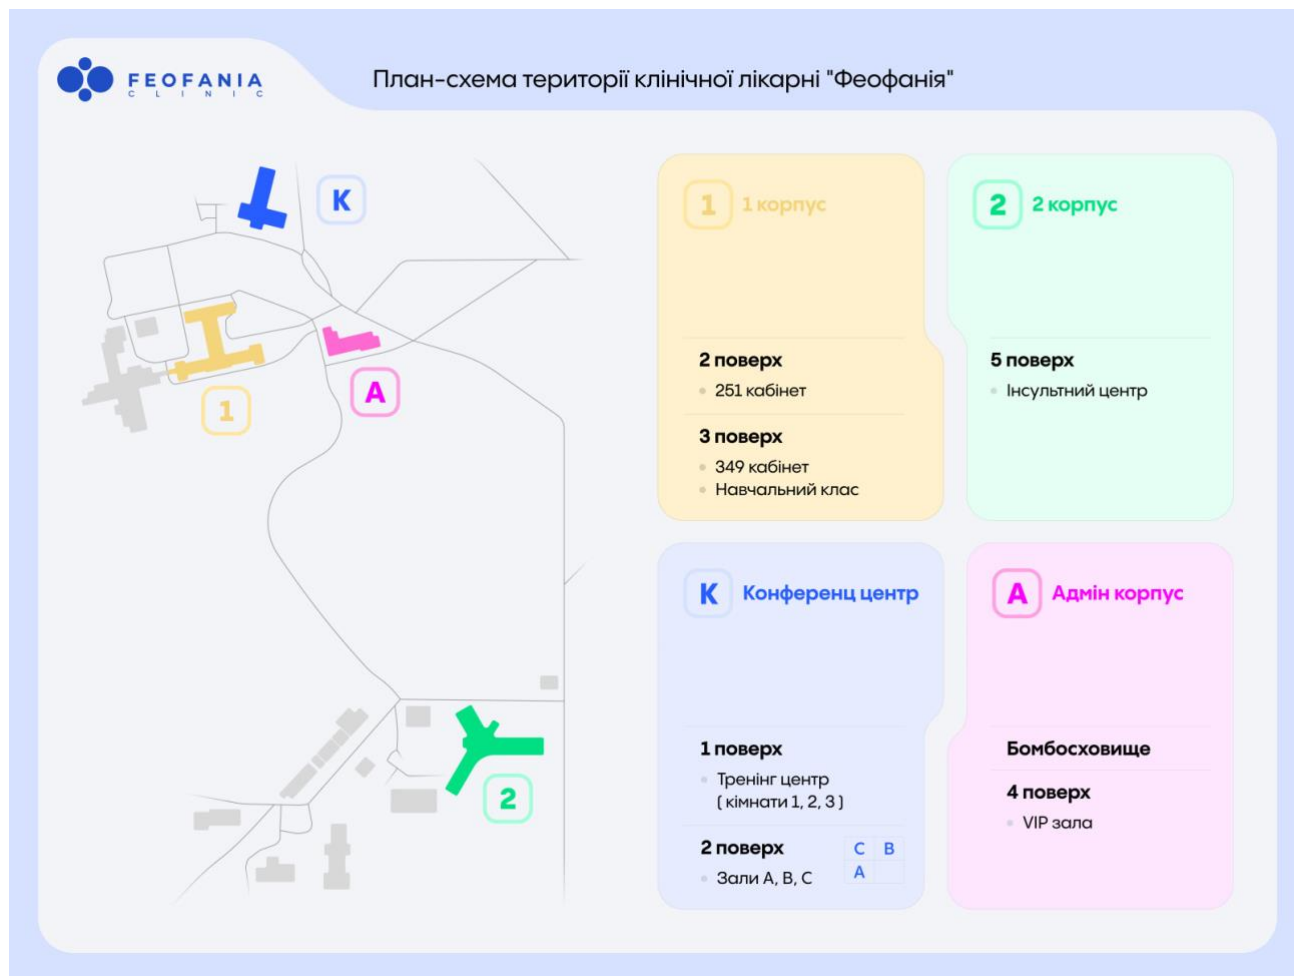 FEOFANIA
CLINIC
План-схема території клінічної лікарні "Феофанія"
K
A
1
2
1 1 корпус
2 поверх
251 кабінет
3 поверх
349 кабінет
Навчальний клас
2 2 корпус
5 поверх
Інсультний центр
K Конференц центр
1 поверх
Тренінг центр
( кімнати 1, 2, 3 )
2 поверх
Зали A, B, C
C B
A
A Адмін корпус
Бомбосховище
4 поверх
VIP зала